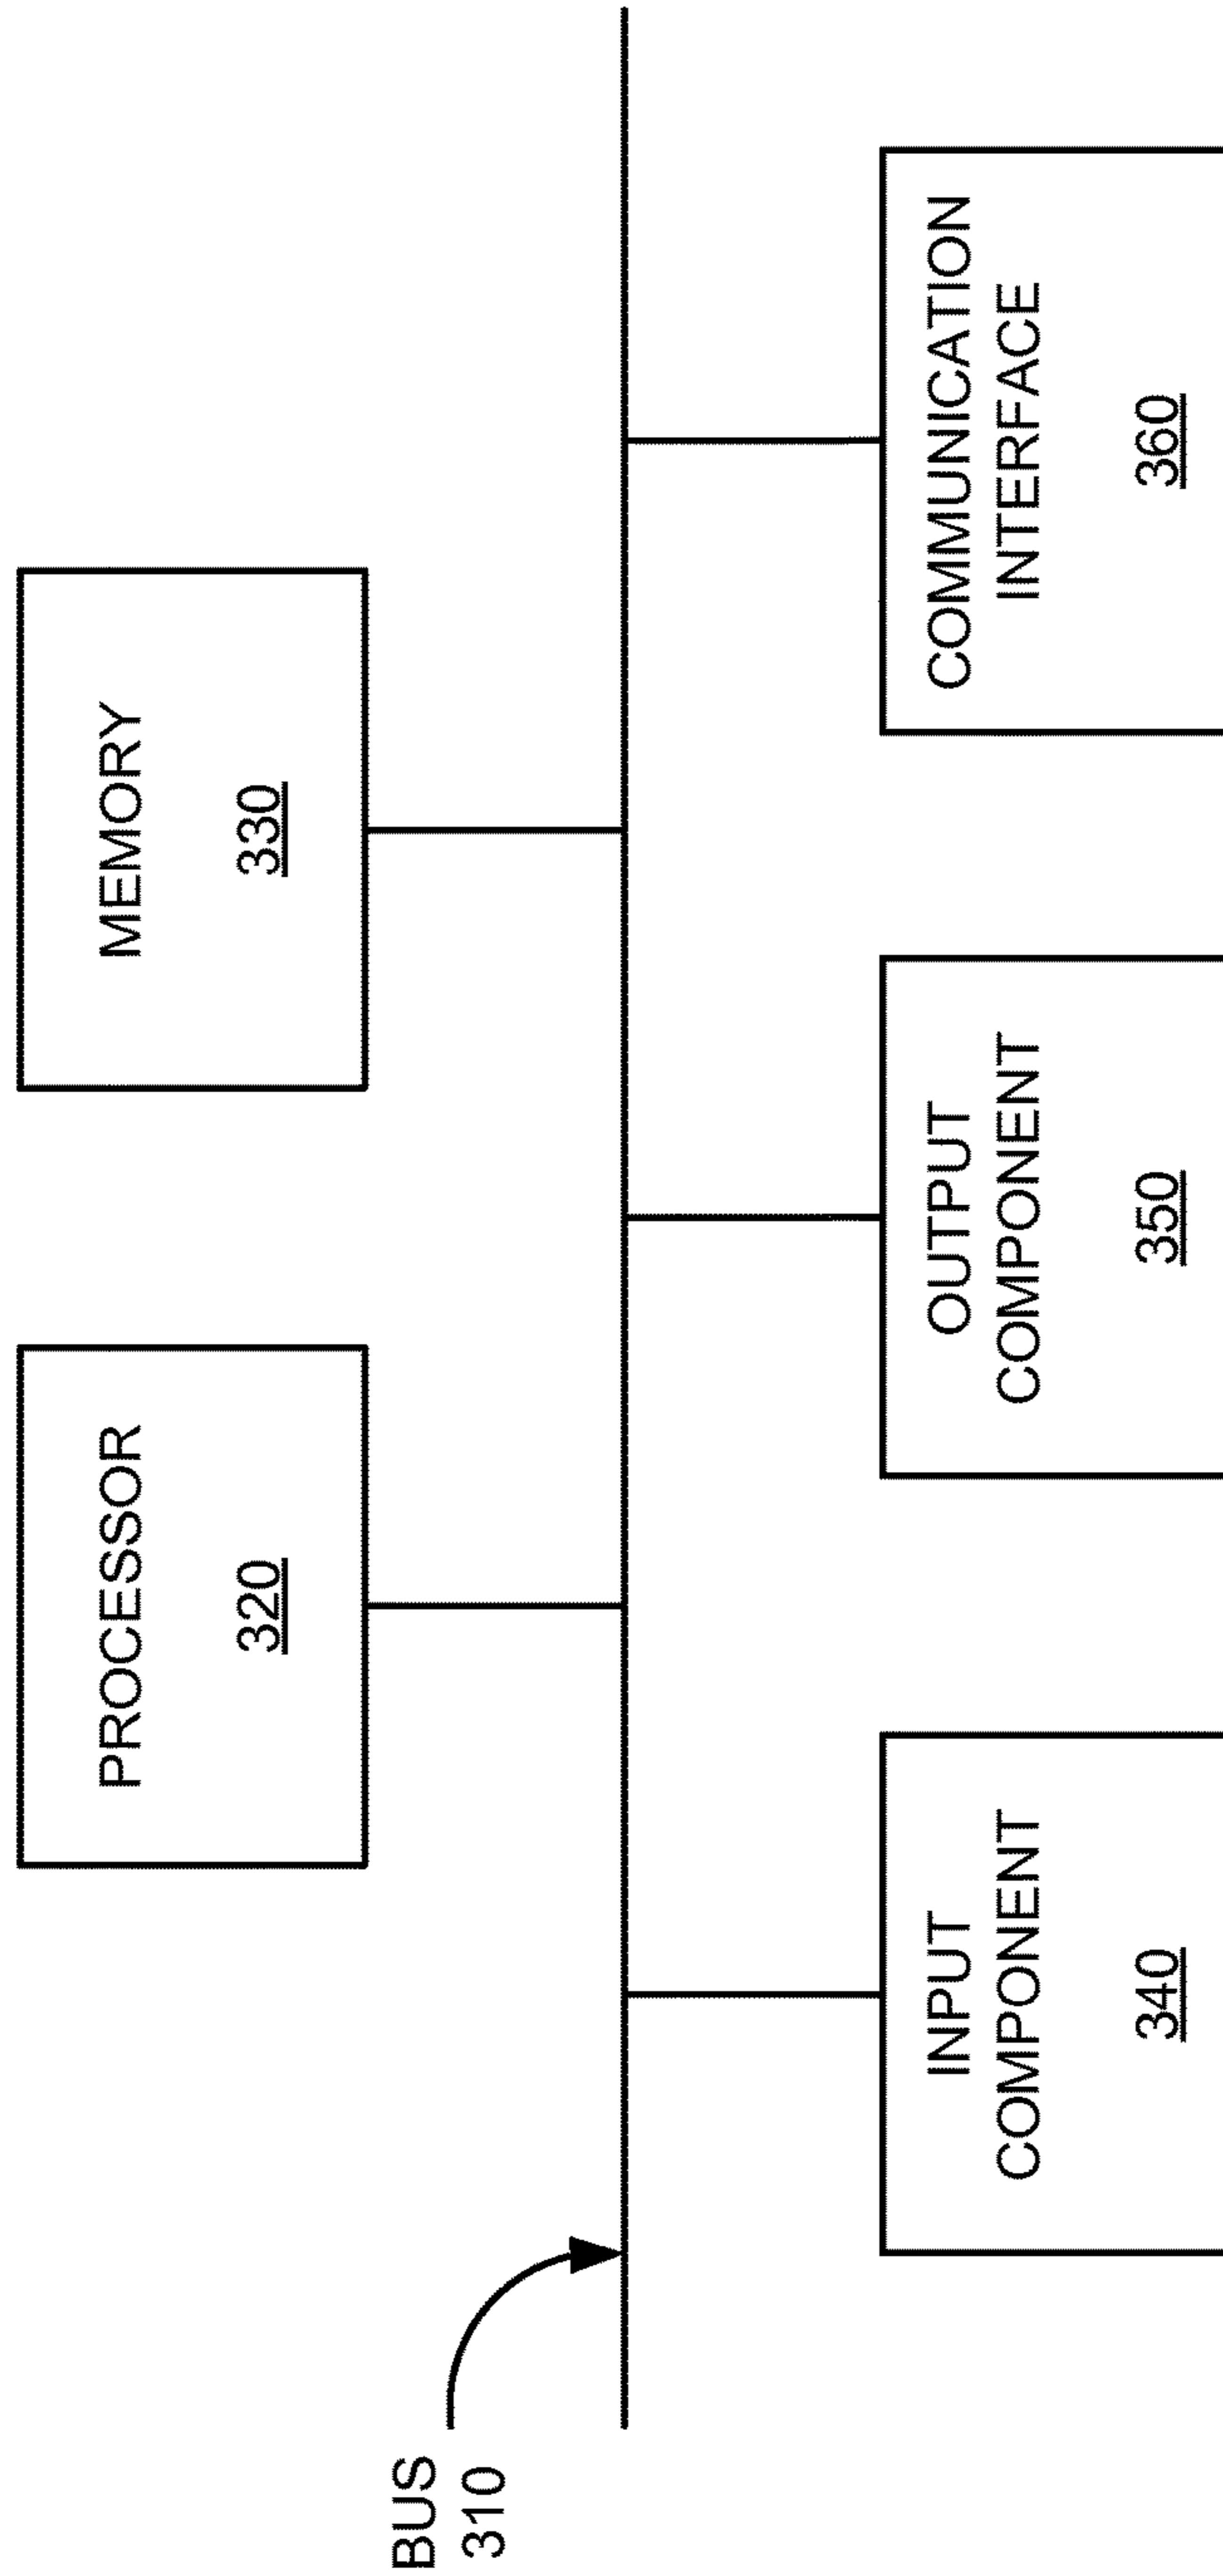 PROCESSOR
320
MEMORY
330
BUS
310
INPUT
COMPONENT
340
OUTPUT
COMPONENT
350
COMMUNICATION
INTERFACE
360